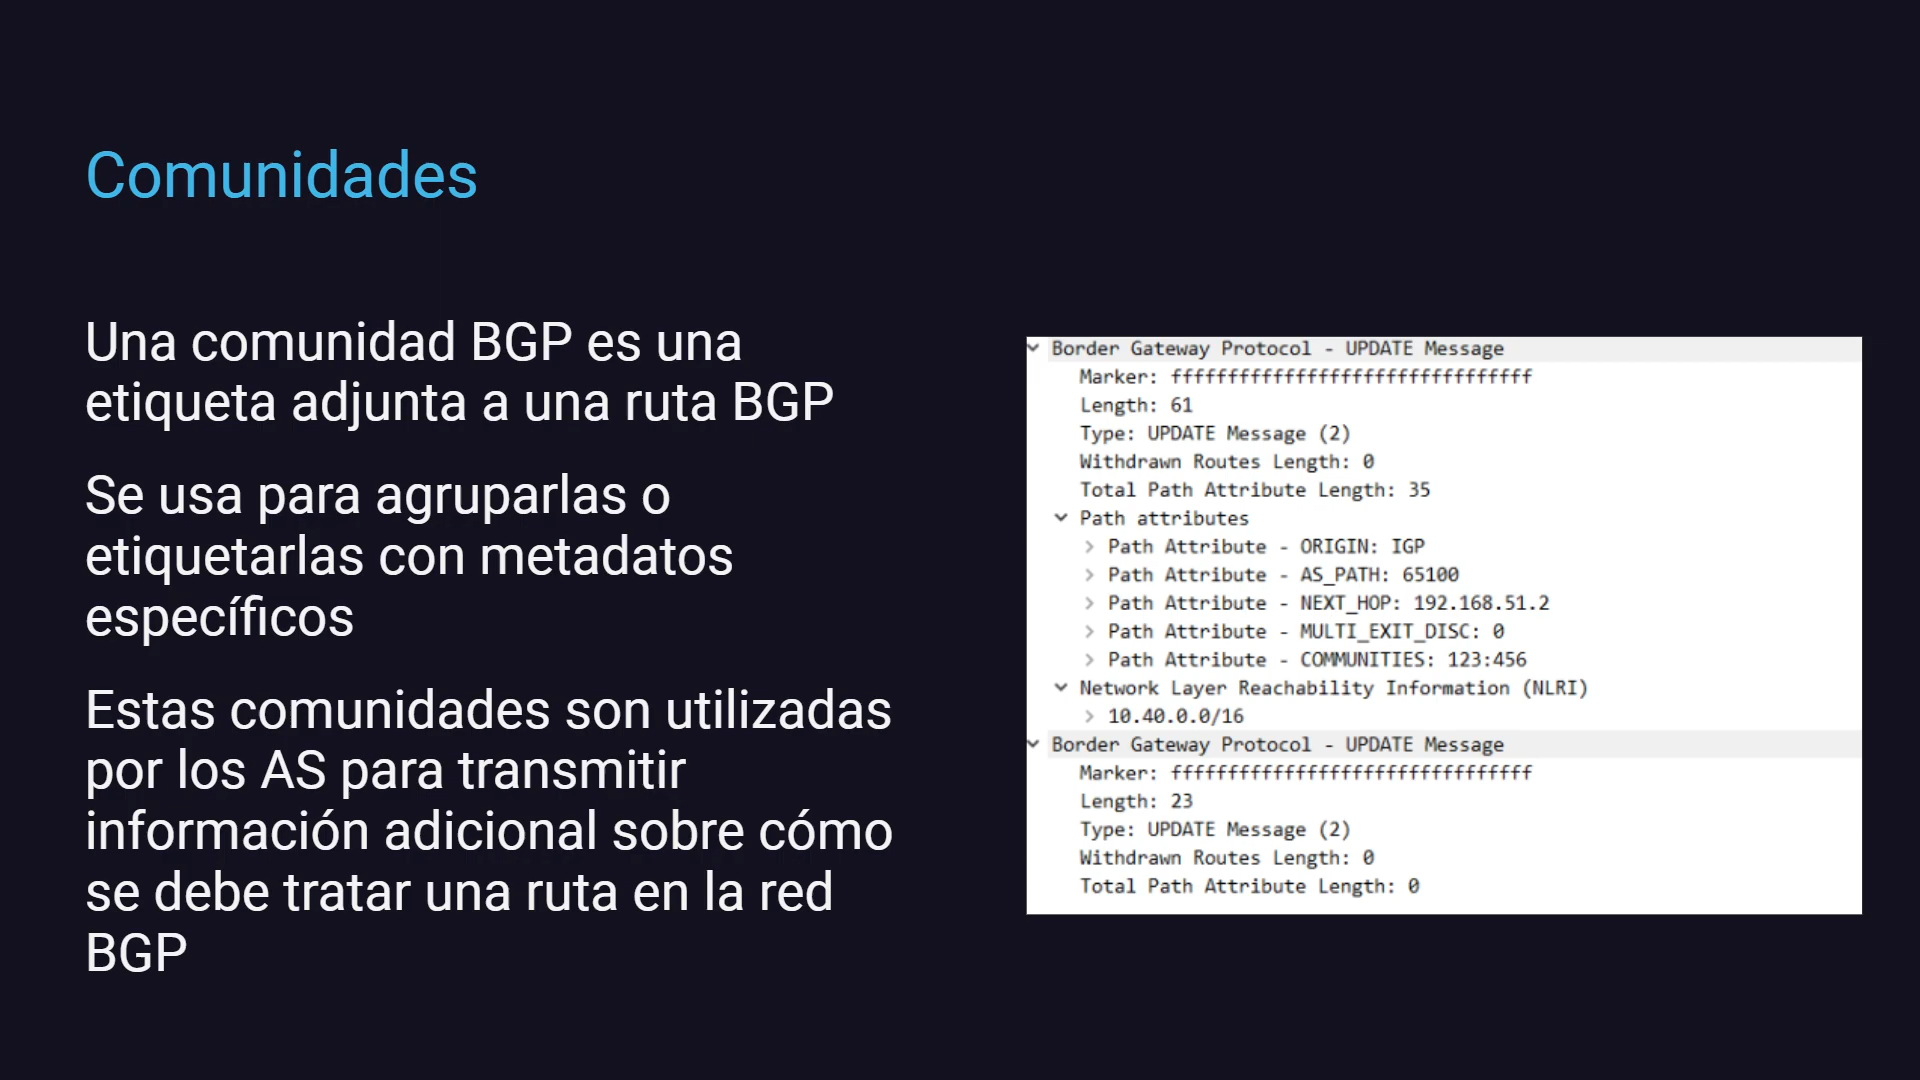 Comunidades
Una comunidad BGP es una
etiqueta adjunta a una ruta BGP
Se usa para agruparlas o
etiquetarlas con metadatos
específicos
Estas comunidades son utilizadas
por los AS para transmitir
información adicional sobre cómo
se debe tratar una ruta en la red
BGP
Border Gateway Protocol - UPDATE Message
Marker: ffffffffffffffffffffffffffffffff
Length: 61
Type: UPDATE Message (2)
Withdrawn Routes Length: 0
Total Path Attribute Length: 35
Path attributes
Path Attribute - ORIGIN: IGP
Path Attribute - AS_PATH: 65100
Path Attribute - NEXT_HOP: 192.168.51.2
Path Attribute - MULTI_EXIT_DISC: 0
Path Attribute - COMMUNITIES: 123:456
Network Layer Reachability Information (NLRI)
10.40.0.0/16
Border Gateway Protocol - UPDATE Message
Marker: ffffffffffffffffffffffffffffffff
Length: 23
Type: UPDATE Message (2)
Withdrawn Routes Length: 0
Total Path Attribute Length: 0